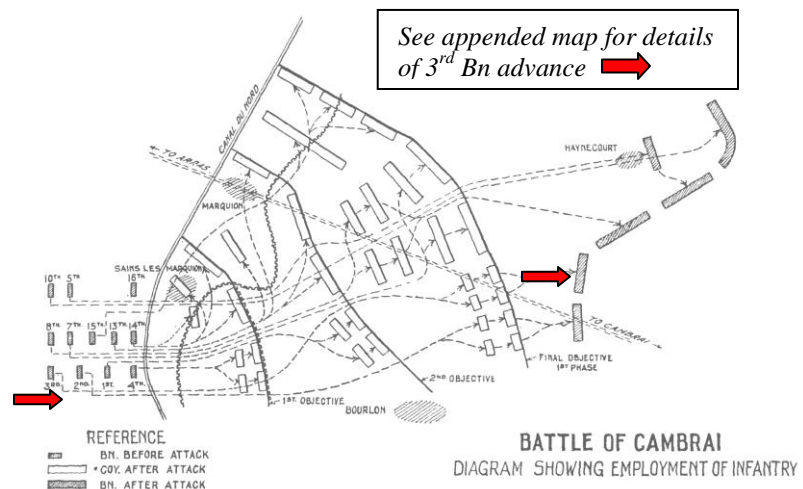 See appended map for details
of 3rd Bn advance
CANAL DU NORD
TO ARRAS
HAYNECOURT
MARQUION
SAINS LES MARQUION
10TH 5TH 16TH
8TH. 7TH 15TH 13TH 14TH
3RD. 2ND. 1ST. 4TH
TO CAMBRAI
FINAL OBJECTIVE
1ST PHASE
2ND OBJECTIVE
1ST. OBJECTIVE
BOURLON
REFERENCE
BN. BEFORE ATTACK
COY. AFTER ATTACK
BN. AFTER ATTACK
BATTLE OF CAMBRAI
DIAGRAM SHOWING EMPLOYMENT OF INFANTRY